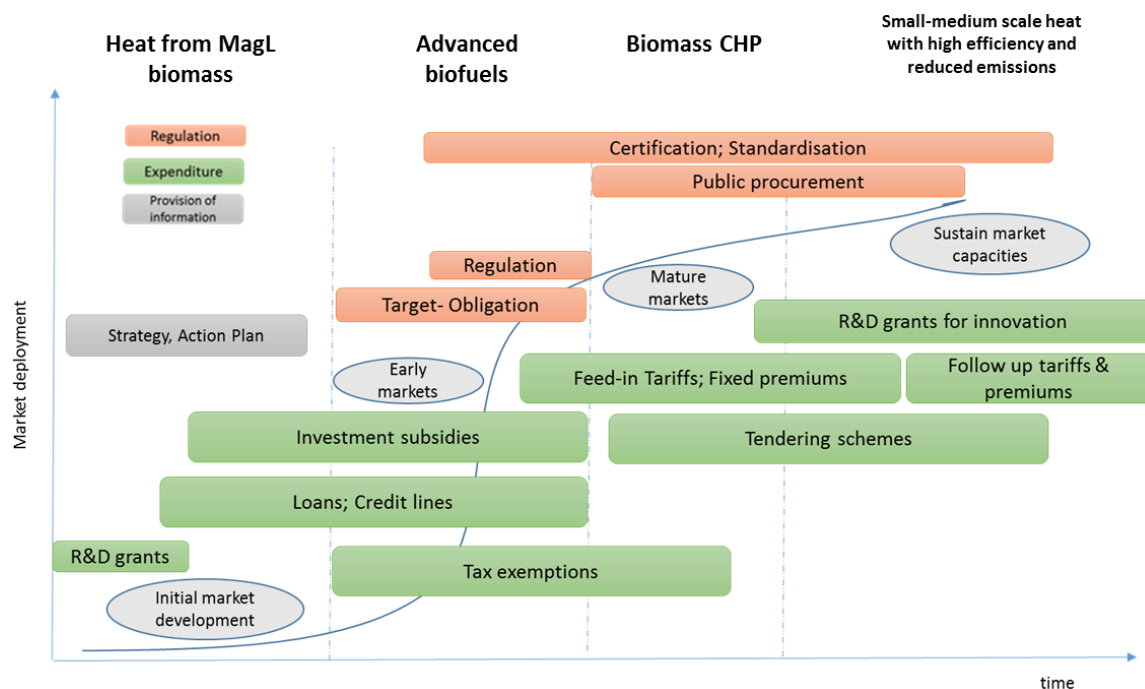 Heat from MagL
biomass
Advanced
biofuels
Biomass CHP
Small-medium scale heat
with high efficiency and
reduced emissions
Regulation
Expenditure
Provision of
information
Certification; Standardisation
Public procurement
Sustain market
capacities
Regulation
Mature
markets
Target- Obligation
R&D grants for innovation
Strategy, Action Plan
Early
markets
Feed-in Tariffs; Fixed premiums
Follow up tariffs &
premiums
Investment subsidies
Tendering schemes
Loans; Credit lines
R&D grants
Tax exemptions
Initial market
development
Market deployment
time